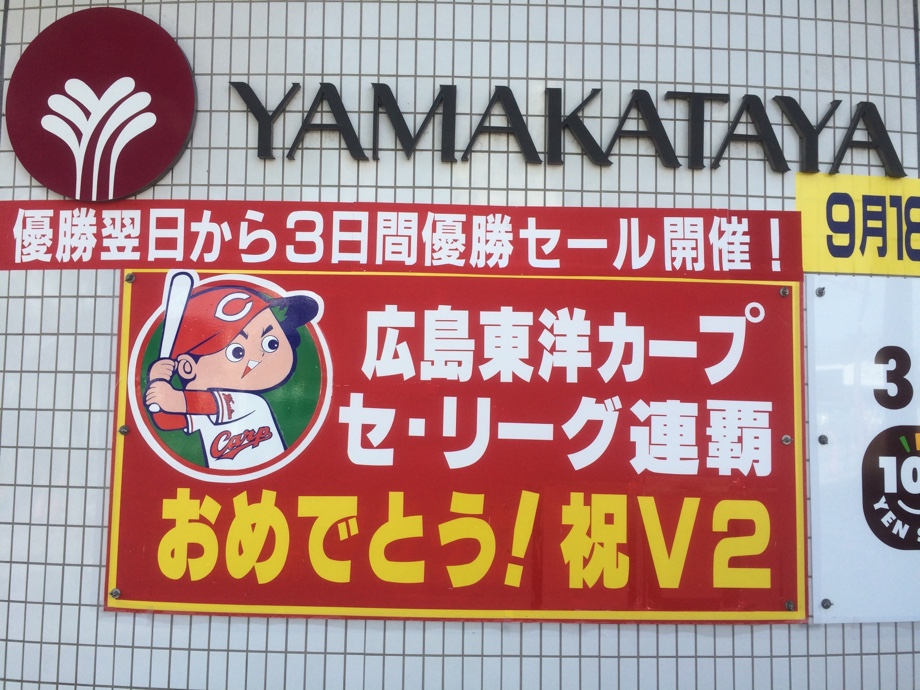 YAMAKATAYA
優勝翌日から3日間優勝セール開催!
9月18
C
Carp
広島東洋カープ
セ・リーグ連覇
おめでとう!祝V2
3
10
YEN S